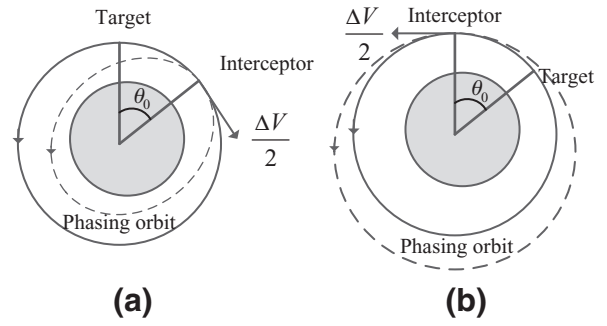 Target
Interceptor
θ₀
ΔV
2
Phasing orbit
(a)
ΔV
2
Interceptor
Target
θ₀
Phasing orbit
(b)